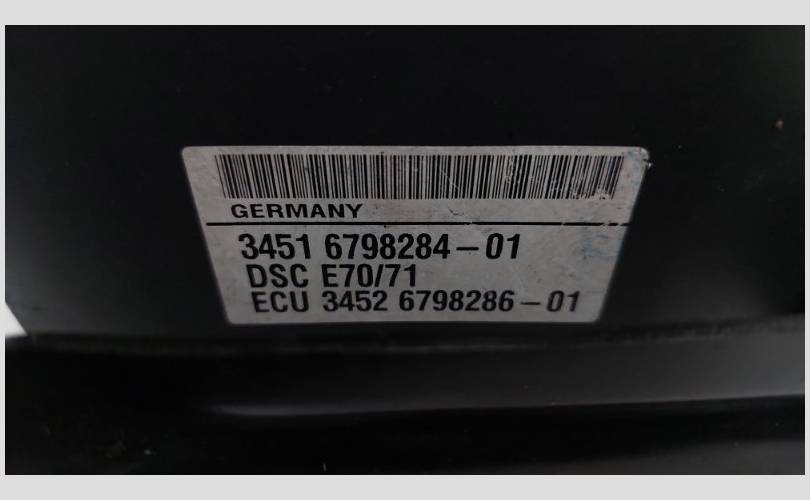 GERMANY
3451 6798284-01
DSC E70/71
ECU 3452 6798286-01